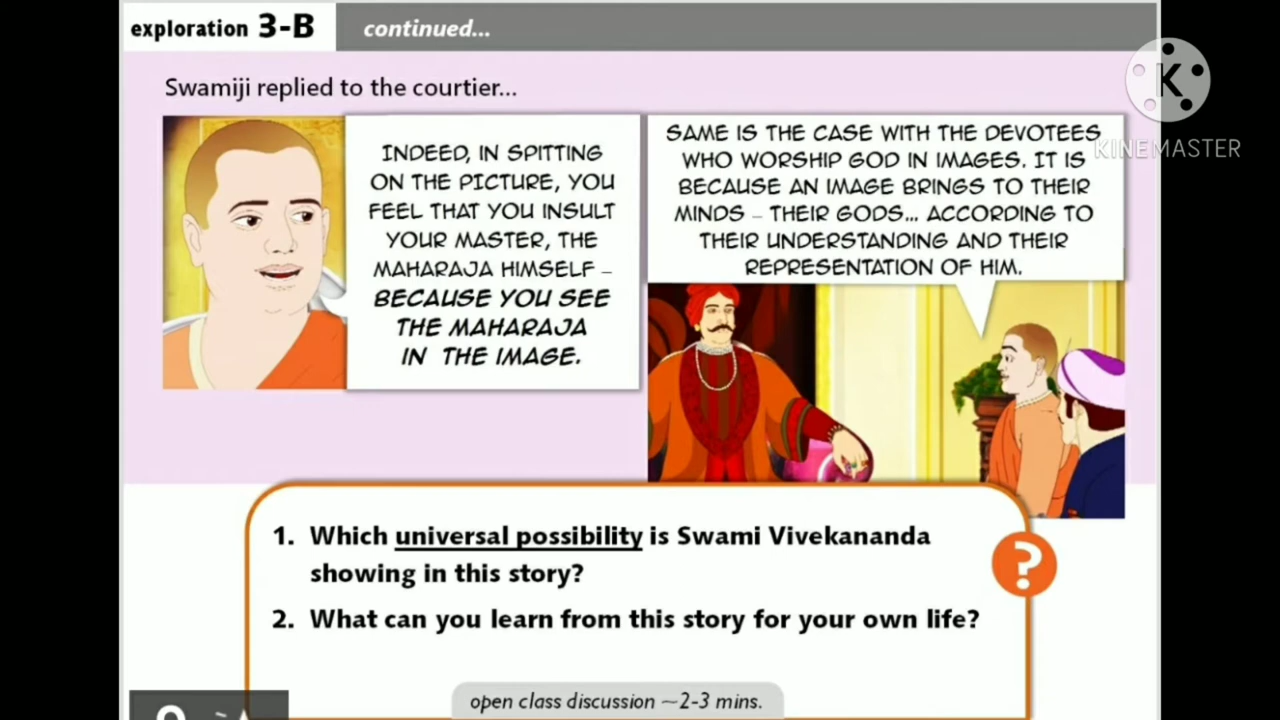 exploration 3-B
continued...
Swamiji replied to the courtier...
INDEED, IN SPITTING
ON THE PICTURE, YOU
FEEL THAT YOU INSULT
YOUR MASTER, THE
MAHARAJA HIMSELF –
BECAUSE YOU SEE
THE MAHARAJA
IN THE IMAGE.
SAME IS THE CASE WITH THE DEVOTEES
WHO WORSHIP GOD IN IMAGES. IT IS
BECAUSE AN IMAGE BRINGS TO THEIR
MINDS – THEIR GODS... ACCORDING TO
THEIR UNDERSTANDING AND THEIR
REPRESENTATION OF HIM.
K
KINEMASTER
1. Which universal possibility is Swami Vivekananda
showing in this story?
?
2. What can you learn from this story for your own life?
open class discussion ~2-3 mins.